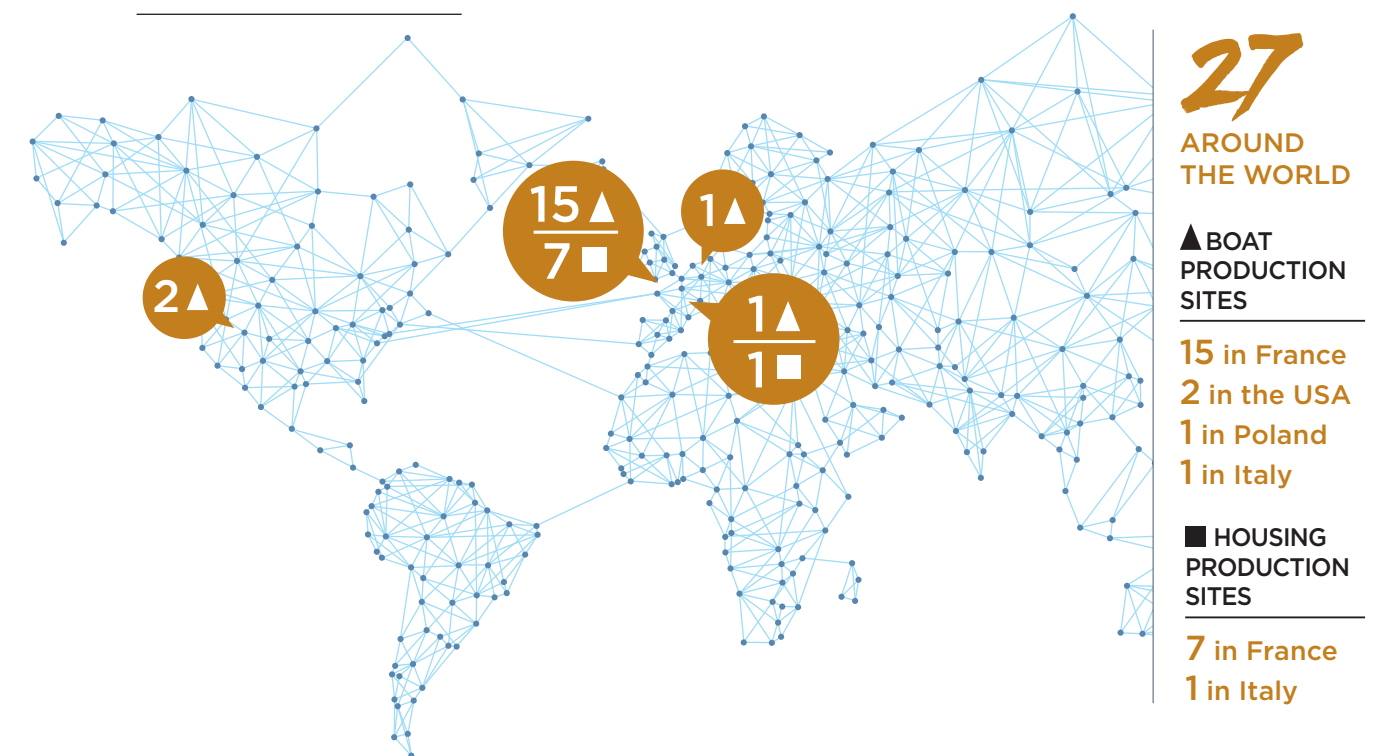 27
AROUND
THE WORLD
▲ BOAT
PRODUCTION
SITES
15 in France
2 in the USA
1 in Poland
1 in Italy
■ HOUSING
PRODUCTION
SITES
7 in France
1 in Italy
15 ▲
7 ■
1 ▲
2 ▲
1 ▲
1 ■